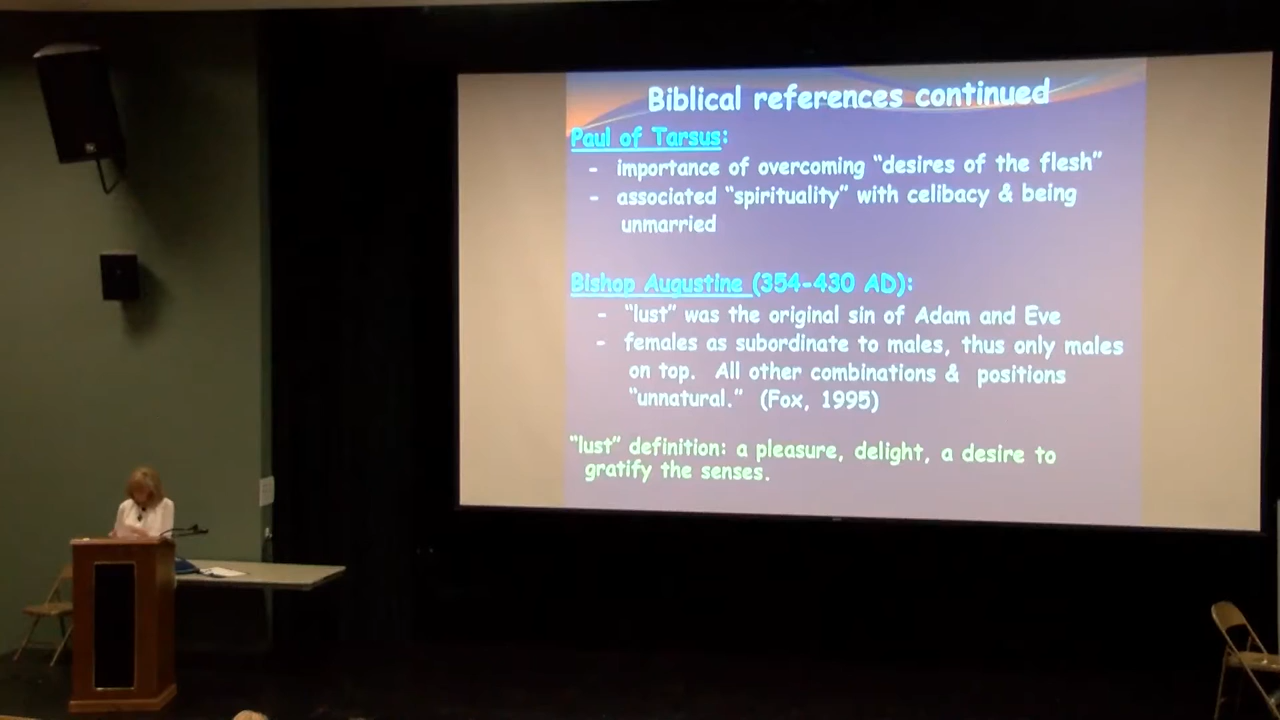 Biblical references continued
Paul of Tarsus:
- importance of overcoming “desires of the flesh”
- associated “spirituality” with celibacy & being
unmarried
Bishop Augustine (354-430 AD):
- “lust” was the original sin of Adam and Eve
- females as subordinate to males, thus only males
on top. All other combinations & positions
“unnatural.” (Fox, 1995)
“lust” definition: a pleasure, delight, a desire to
gratify the senses.